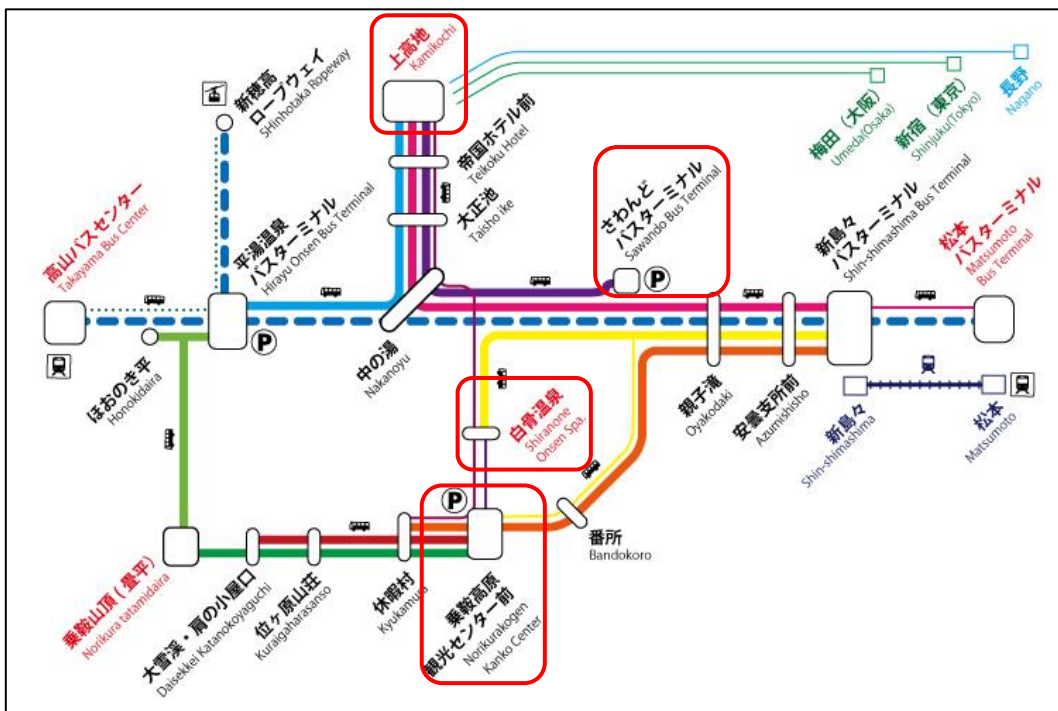 上高地
Kamikochi
新穂高
ロープウェイ
SHinhotaka Ropeway
帝国ホテル前
Teikoku Hotel
大正池
Taisho ike
梅田（大阪）
Umeda(Osaka)
新宿（東京）
Shinjuku(Tokyo)
長野
Nagano
高山バスセンター
Takayama Bus Center
平湯温泉
バスターミナル
Hirayu Onsen Bus Terminal
さわんど
バスターミナル
Sawando Bus Terminal
P
新島々
バスターミナル
Shin-shimashima Bus Terminal
松本
バスターミナル
Matsumoto
Bus Terminal
P
ほおのき平
Honokidaira
中の湯
Nakanoyu
白骨温泉
Shiranone
Onsen Spa.
親子滝
Oyakodaki
安曇支所前
Azumishisho
新島々
Shin-shimashima
松本
Matsumoto
P
番所
Bandokoro
乗鞍山頂(畳平)
Norikura tatamidaira
大雪渓・肩の小屋口
Daisekkei Katanokoyaguchi
位ヶ原山荘
Kuraigaharasanso
休暇村
Kyukamura
乗鞍高原
観光センター前
Norikurakogen
Kanko Center